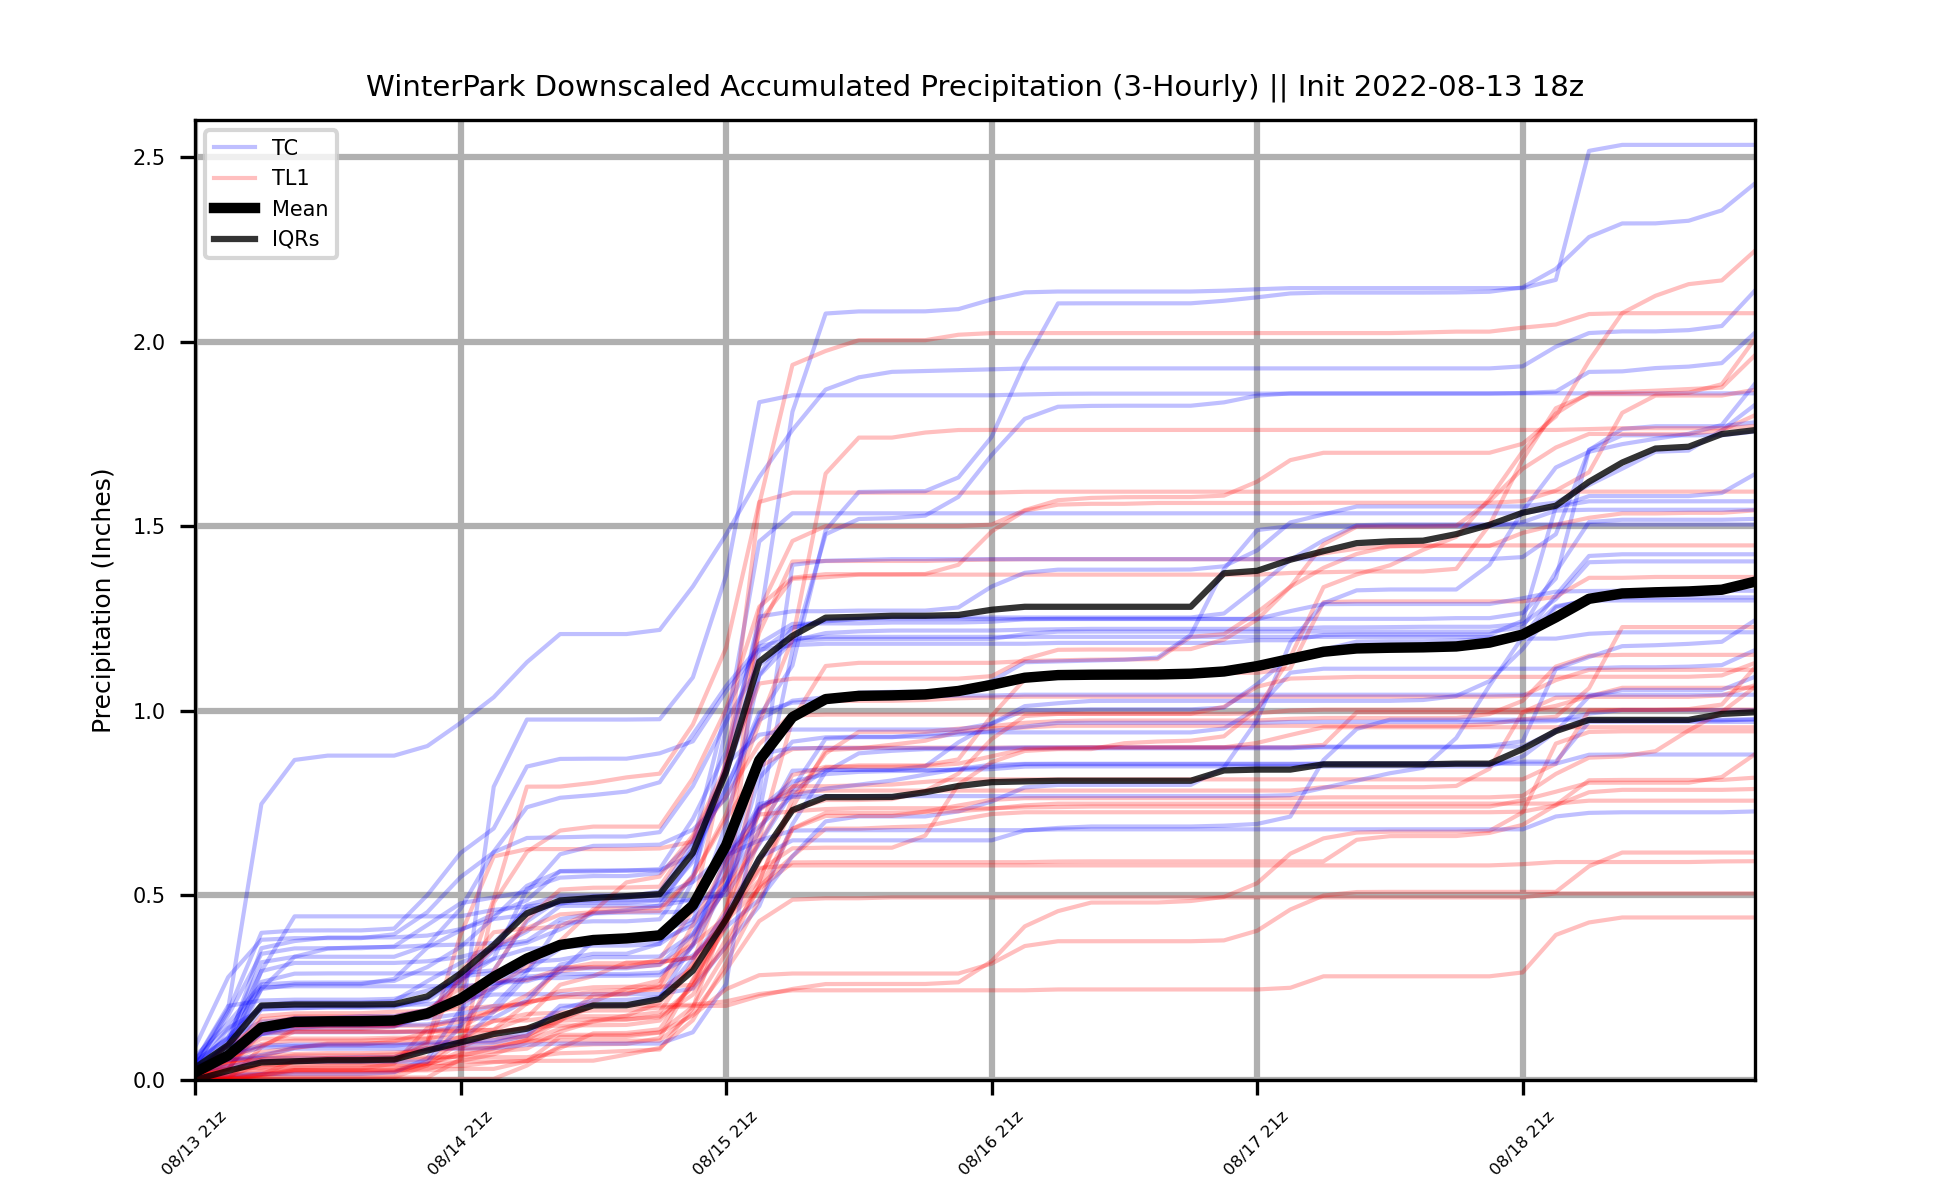 WinterPark Downscaled Accumulated Precipitation (3-Hourly) || Init 2022-08-13 18z
TC
TL1
Mean
IQRs
Precipitation (Inches)
2.5
2.0
1.5
1.0
0.5
0.0
08/13 21z
08/14 21z
08/15 21z
08/16 21z
08/17 21z
08/18 21z